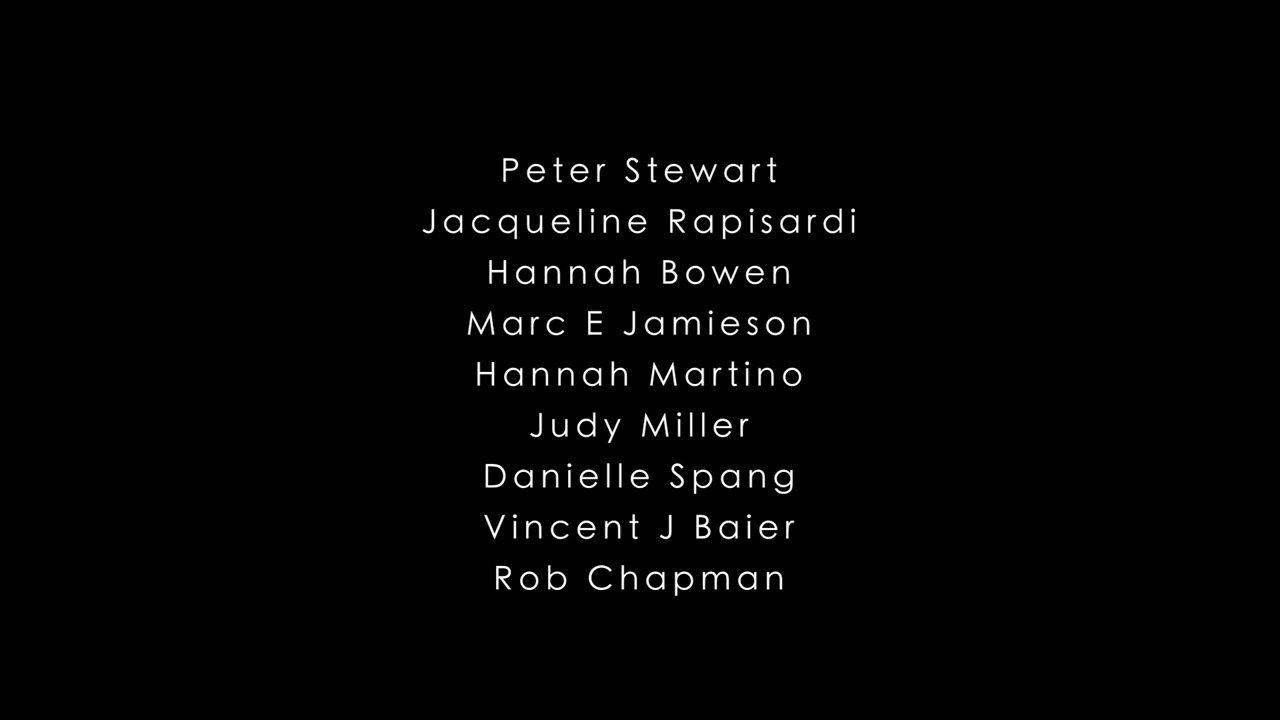 Peter Stewart
Jacqueline Rapisardi
Hannah Bowen
Marc E Jamieson
Hannah Martino
Judy Miller
Danielle Spang
Vincent J Baier
Rob Chapman